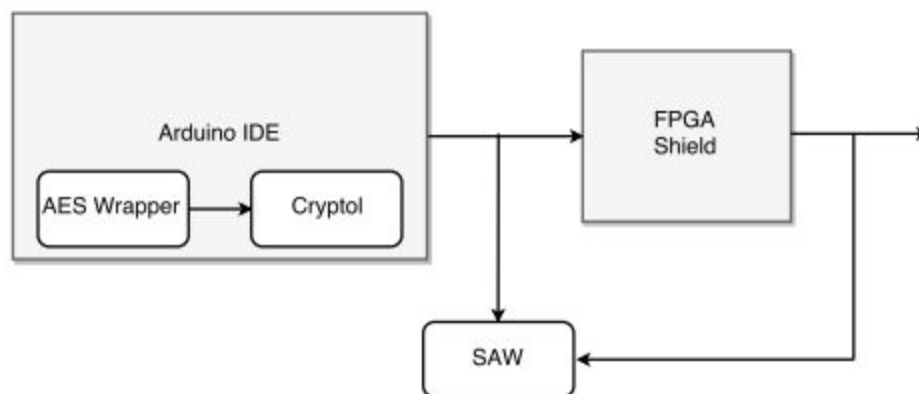 Arduino IDE
AES Wrapper
Cryptol
FPGA
Shield
SAW